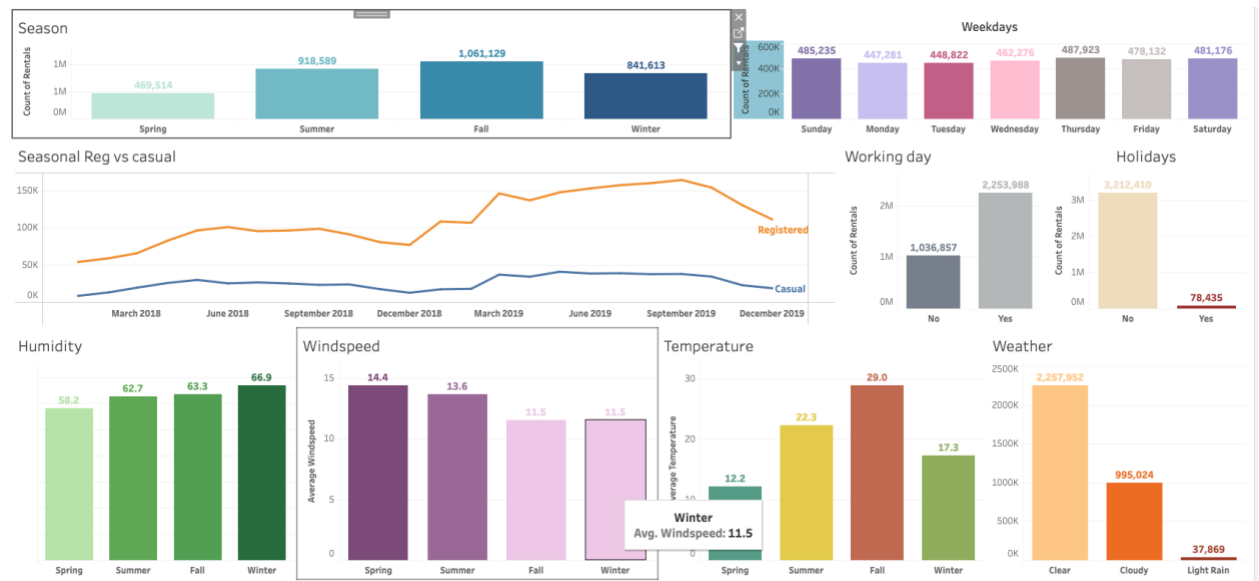 Season
Count of Rentals
1M
1M
0M
469,514
918,589
1,061,129
841,613
Spring
Summer
Fall
Winter
Weekdays
Count of Rentals
600K
400K
200K
0K
485,235
447,281
448,822
462,276
487,923
478,132
481,176
Sunday
Monday
Tuesday
Wednesday
Thursday
Friday
Saturday
Seasonal Reg vs casual
150K
100K
50K
0K
Registered
Casual
March 2018
June 2018
September 2018
December 2018
March 2019
June 2019
September 2019
December 2019
Working day
Count of Rentals
2M
1M
0M
1,036,857
2,253,988
No
Yes
Holidays
Count of Rentals
3M
2M
1M
0M
3,212,410
78,435
No
Yes
Humidity
58.2
62.7
63.3
66.9
Spring
Summer
Fall
Winter
Windspeed
Average Windspeed
15
10
5
0
14.4
13.6
11.5
11.5
Spring
Summer
Fall
Winter
Winter
Avg. Windspeed: 11.5
Temperature
verage Temperature
30
20
10
0
12.2
22.3
29.0
17.3
Spring
Summer
Fall
Winter
Weather
2500K
2000K
1500K
1000K
500K
0K
2,257,952
995,024
37,869
Clear
Cloudy
Light Rain